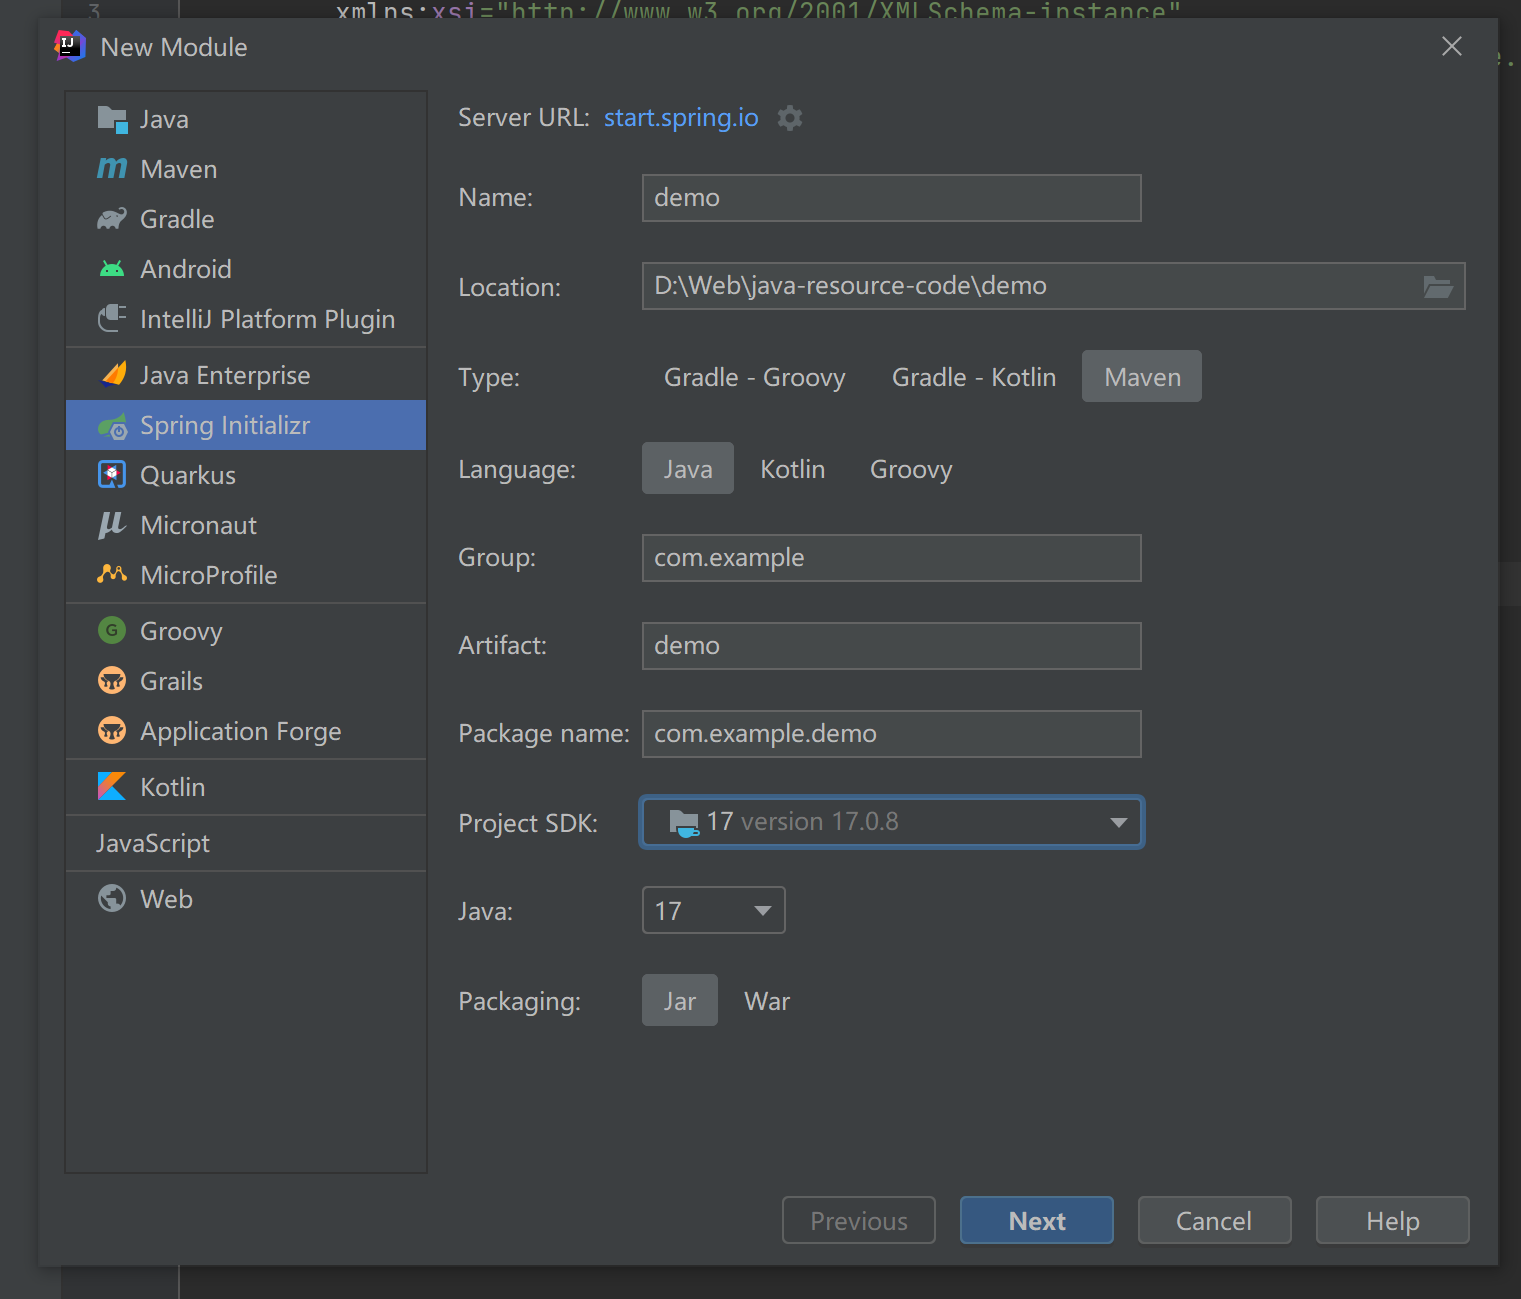 3
xmlns:xsi="http://www.w3.org/2001/XMLSchema-instance"
New Module
Java
Maven
Gradle
Android
IntelliJ Platform Plugin
Java Enterprise
Spring Initializr
Quarkus
Micronaut
MicroProfile
Groovy
Grails
Application Forge
Kotlin
JavaScript
Web
Server URL: start.spring.io
Name: demo
Location: D:\Web\java-resource-code\demo
Type: Gradle - Groovy Gradle - Kotlin Maven
Language: Java Kotlin Groovy
Group: com.example
Artifact: demo
Package name: com.example.demo
Project SDK: 17 version 17.0.8
Java: 17
Packaging: Jar War
Previous Next Cancel Help